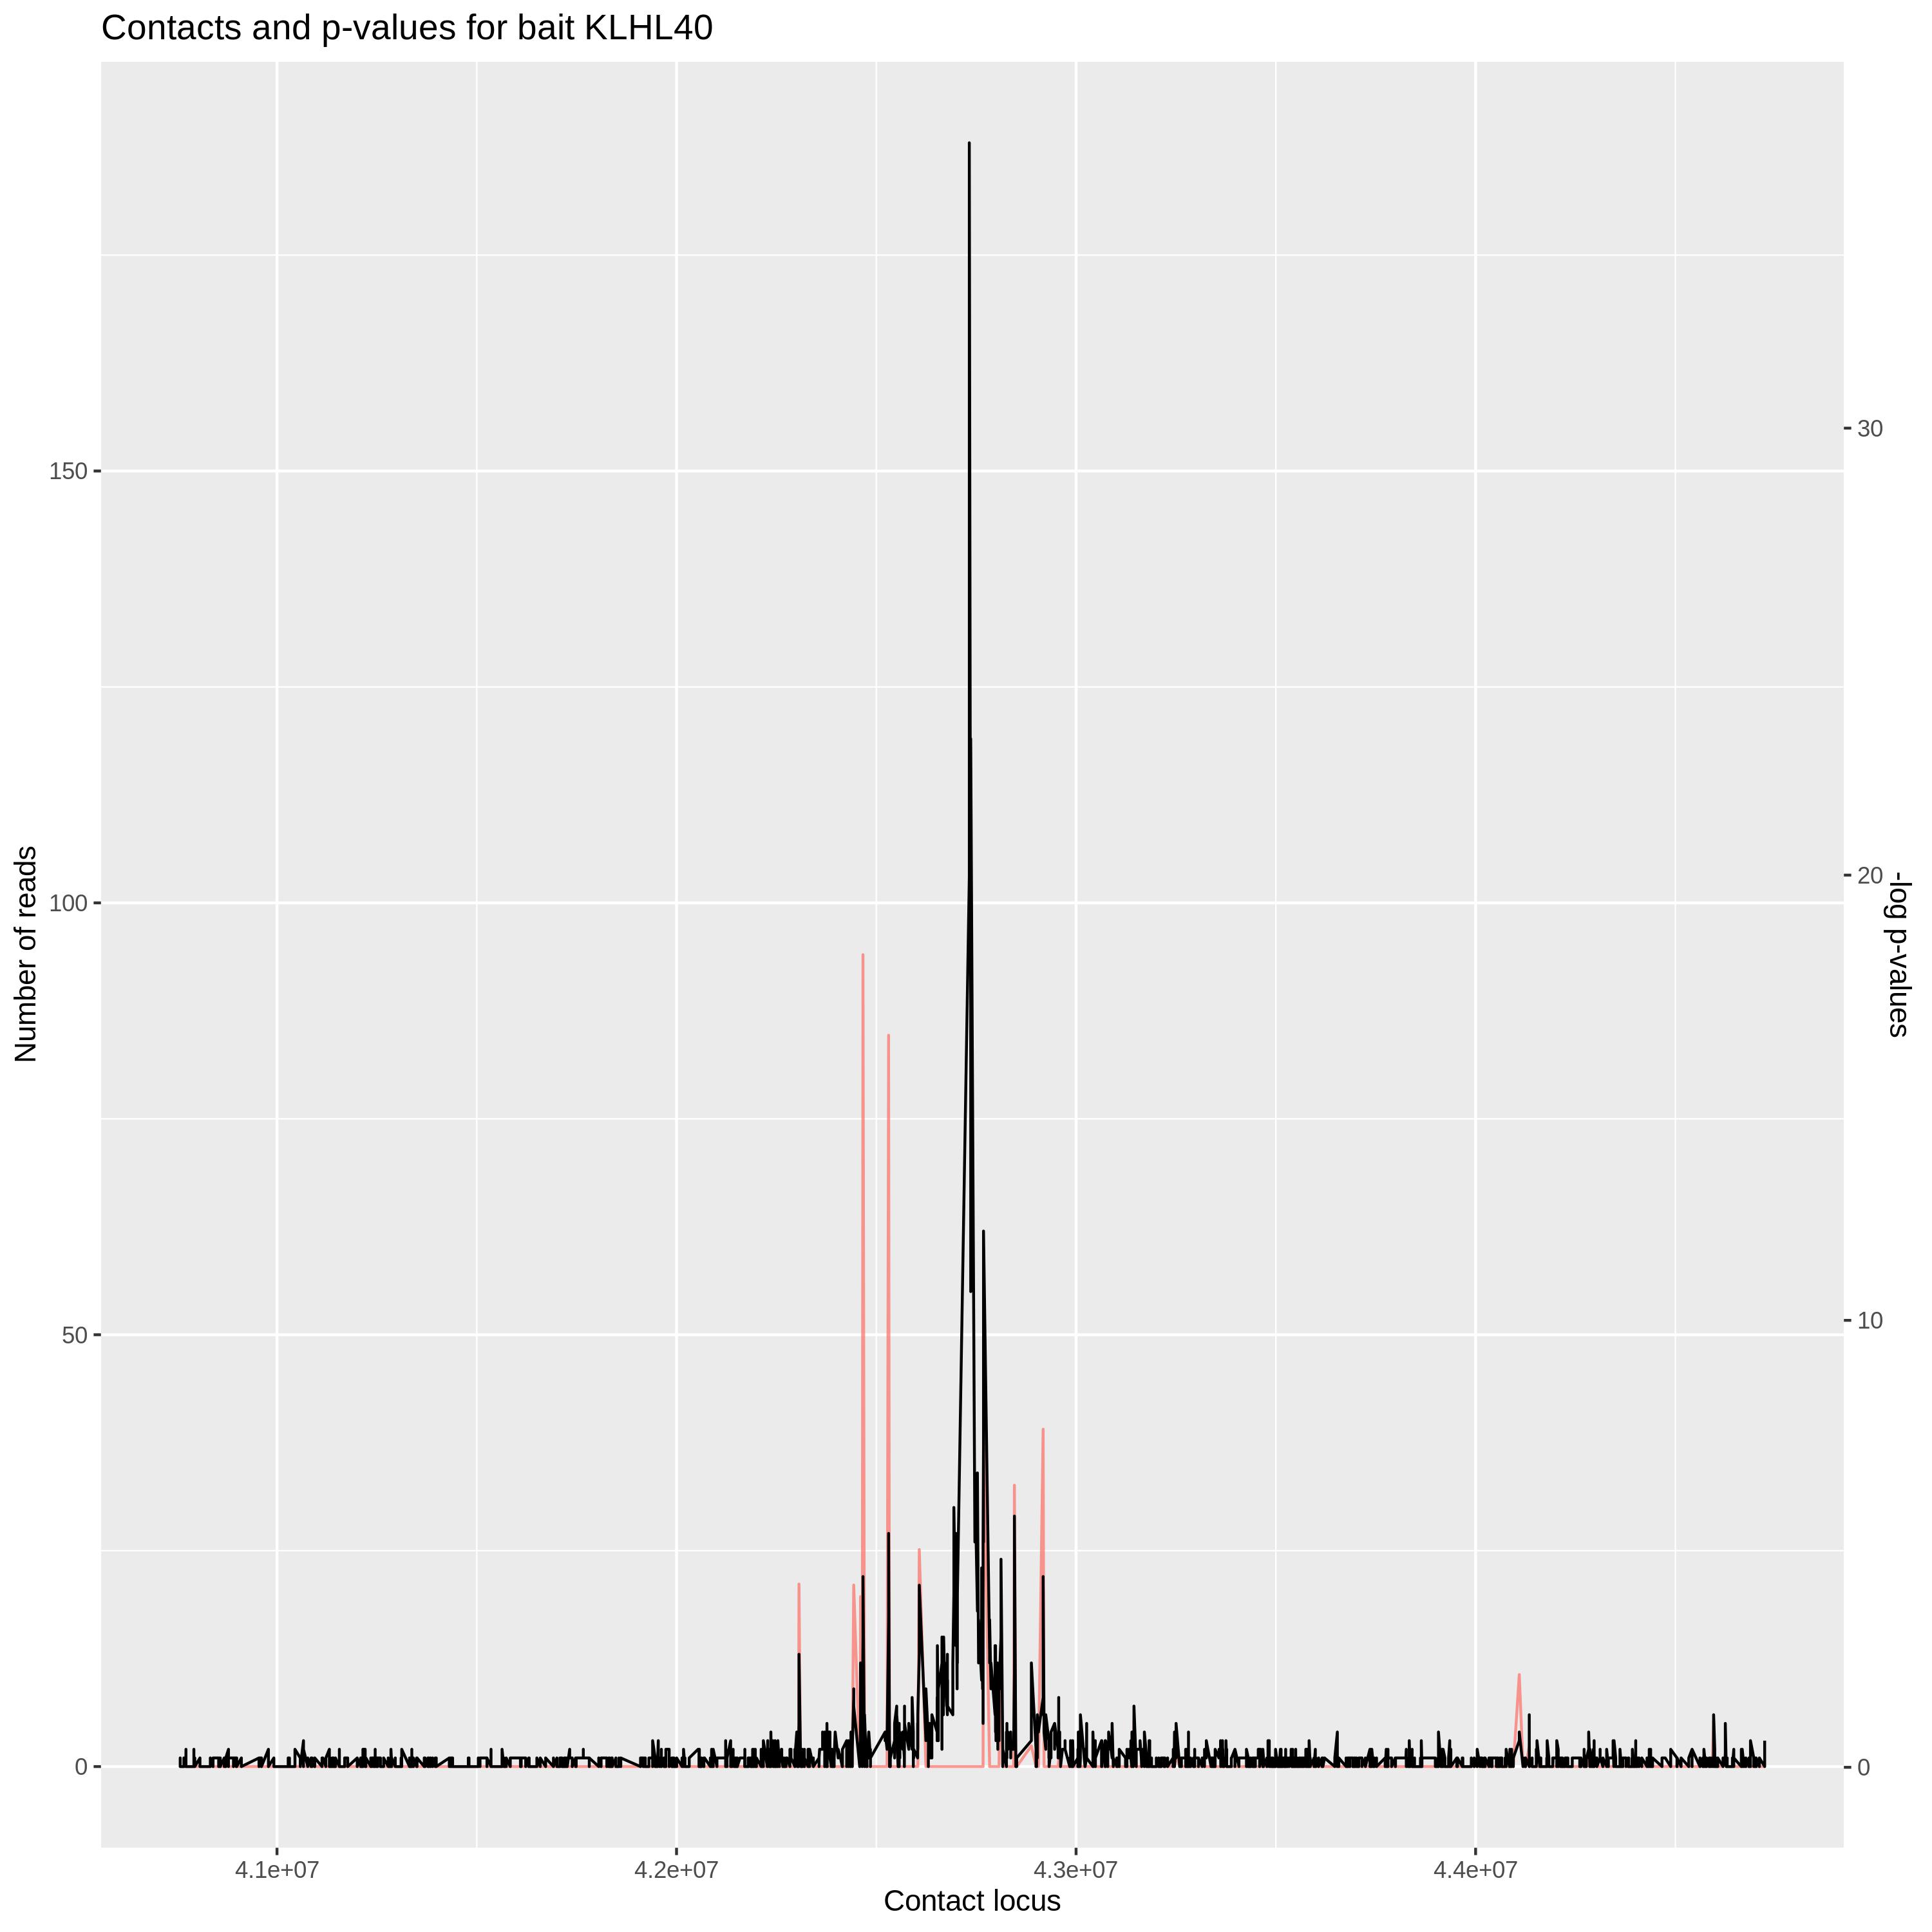 Contacts and p-values for bait KLHL40
150
100
50
0
Number of reads
30
20
10
0
-log p-values
4.1e+07
4.2e+07
4.3e+07
4.4e+07
Contact locus